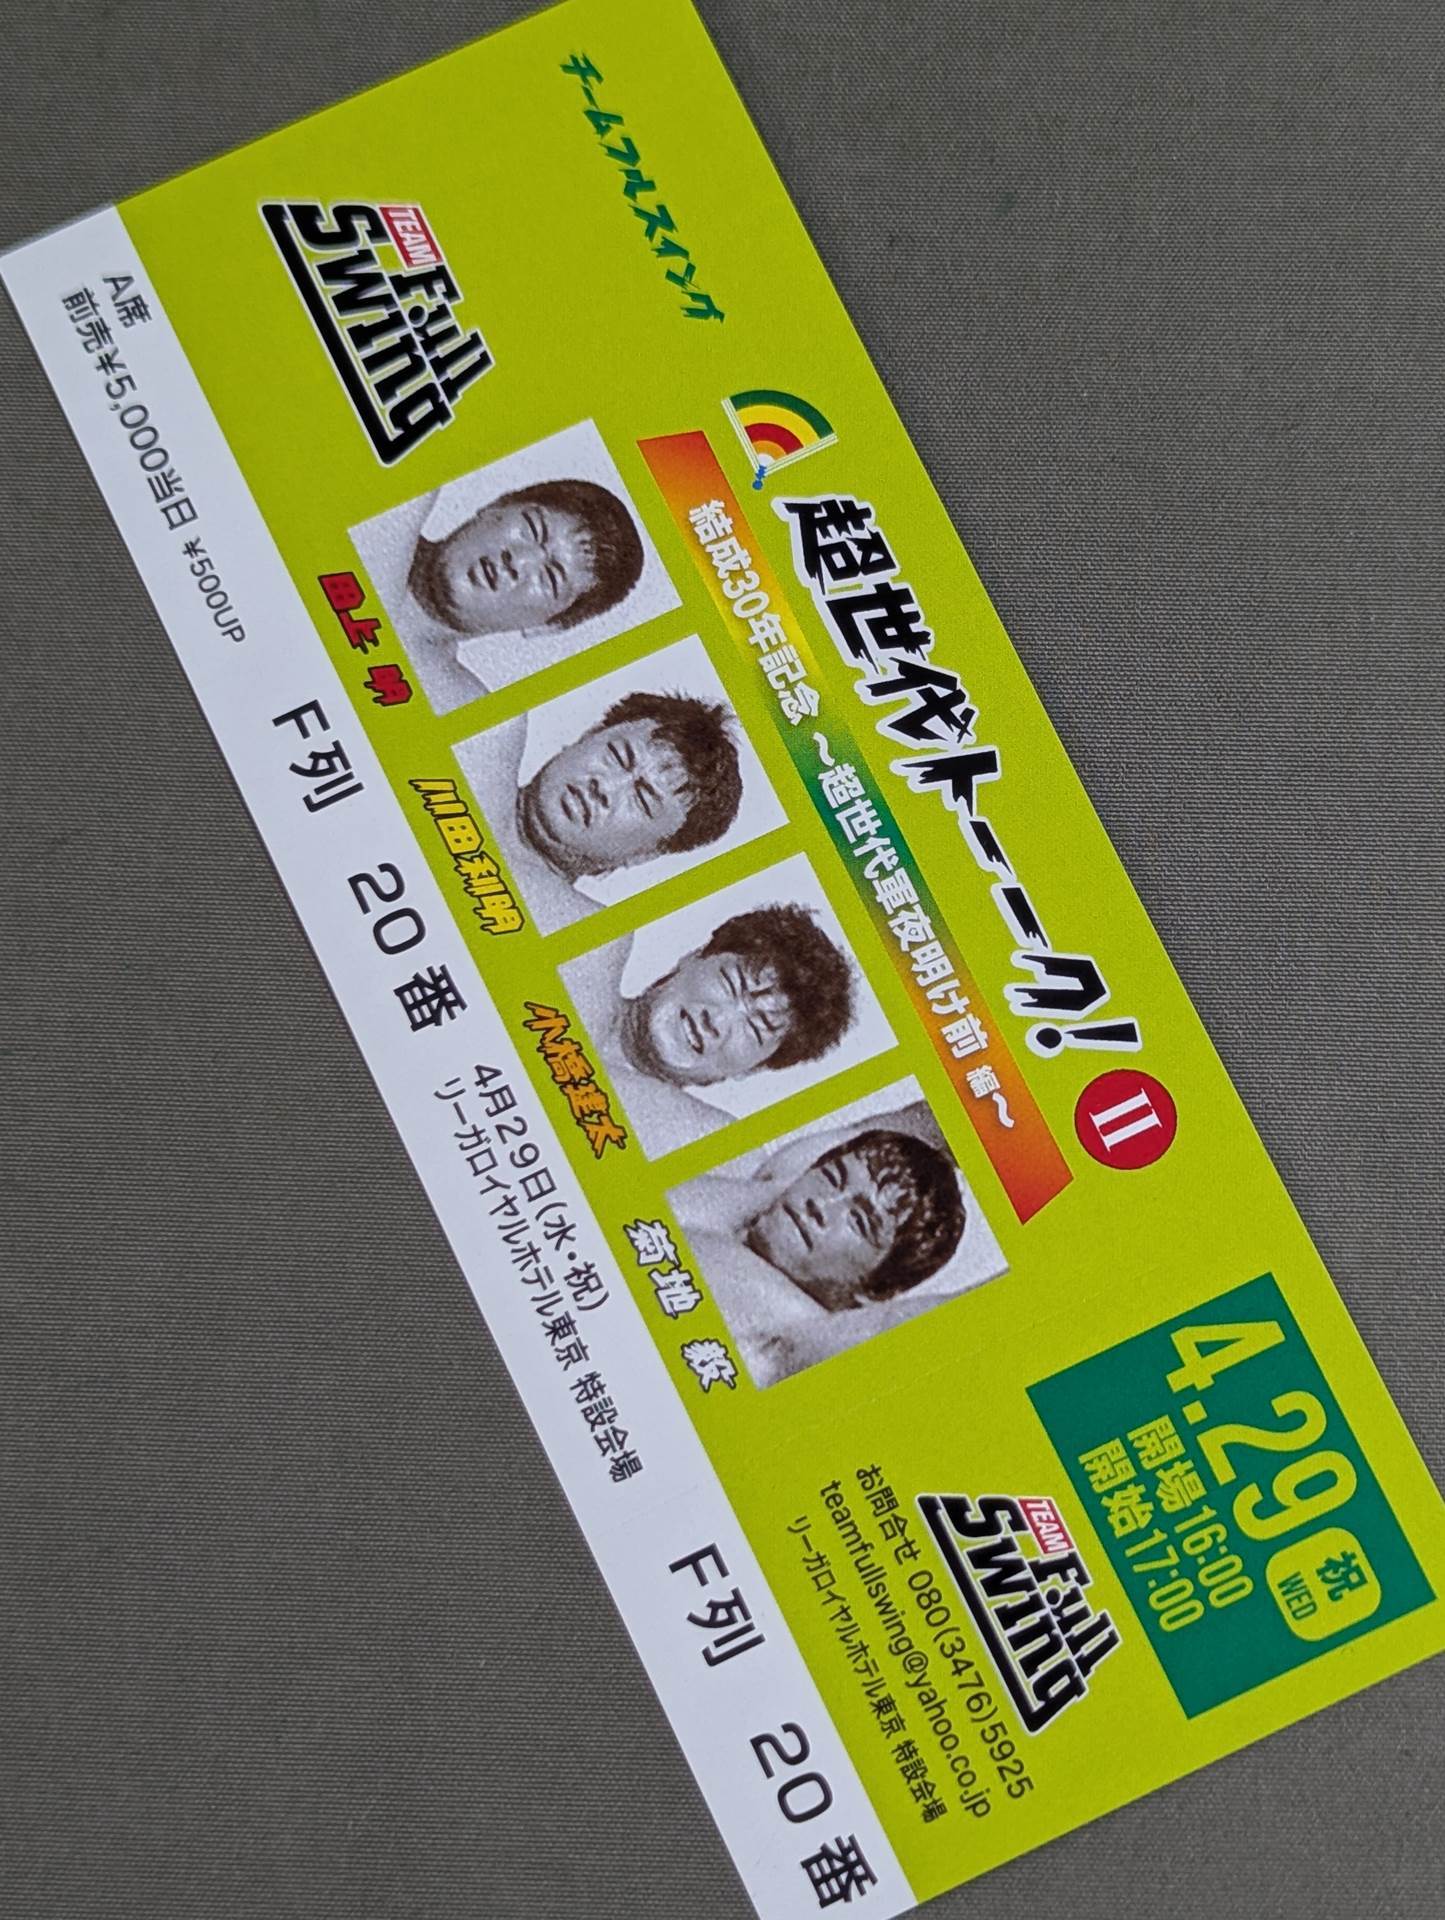 チームフルスイング
TEAM
Full
Swing
超世代トーーク!
II
結成30年記念 ～超世代軍夜明け前 編～
田上 明
川田利明
小橋建太
菊地 毅
4.29
祝
WED
開場 16:00
開始 17:00
TEAM
Full
Swing
お問合せ 080(3476)5925
teamfullswing@yahoo.co.jp
リーガロイヤルホテル東京 特設会場
A席
前売¥5,000当日 ¥500UP
F列 20番
4月29日(水・祝)
リーガロイヤルホテル東京 特設会場
F列 20番